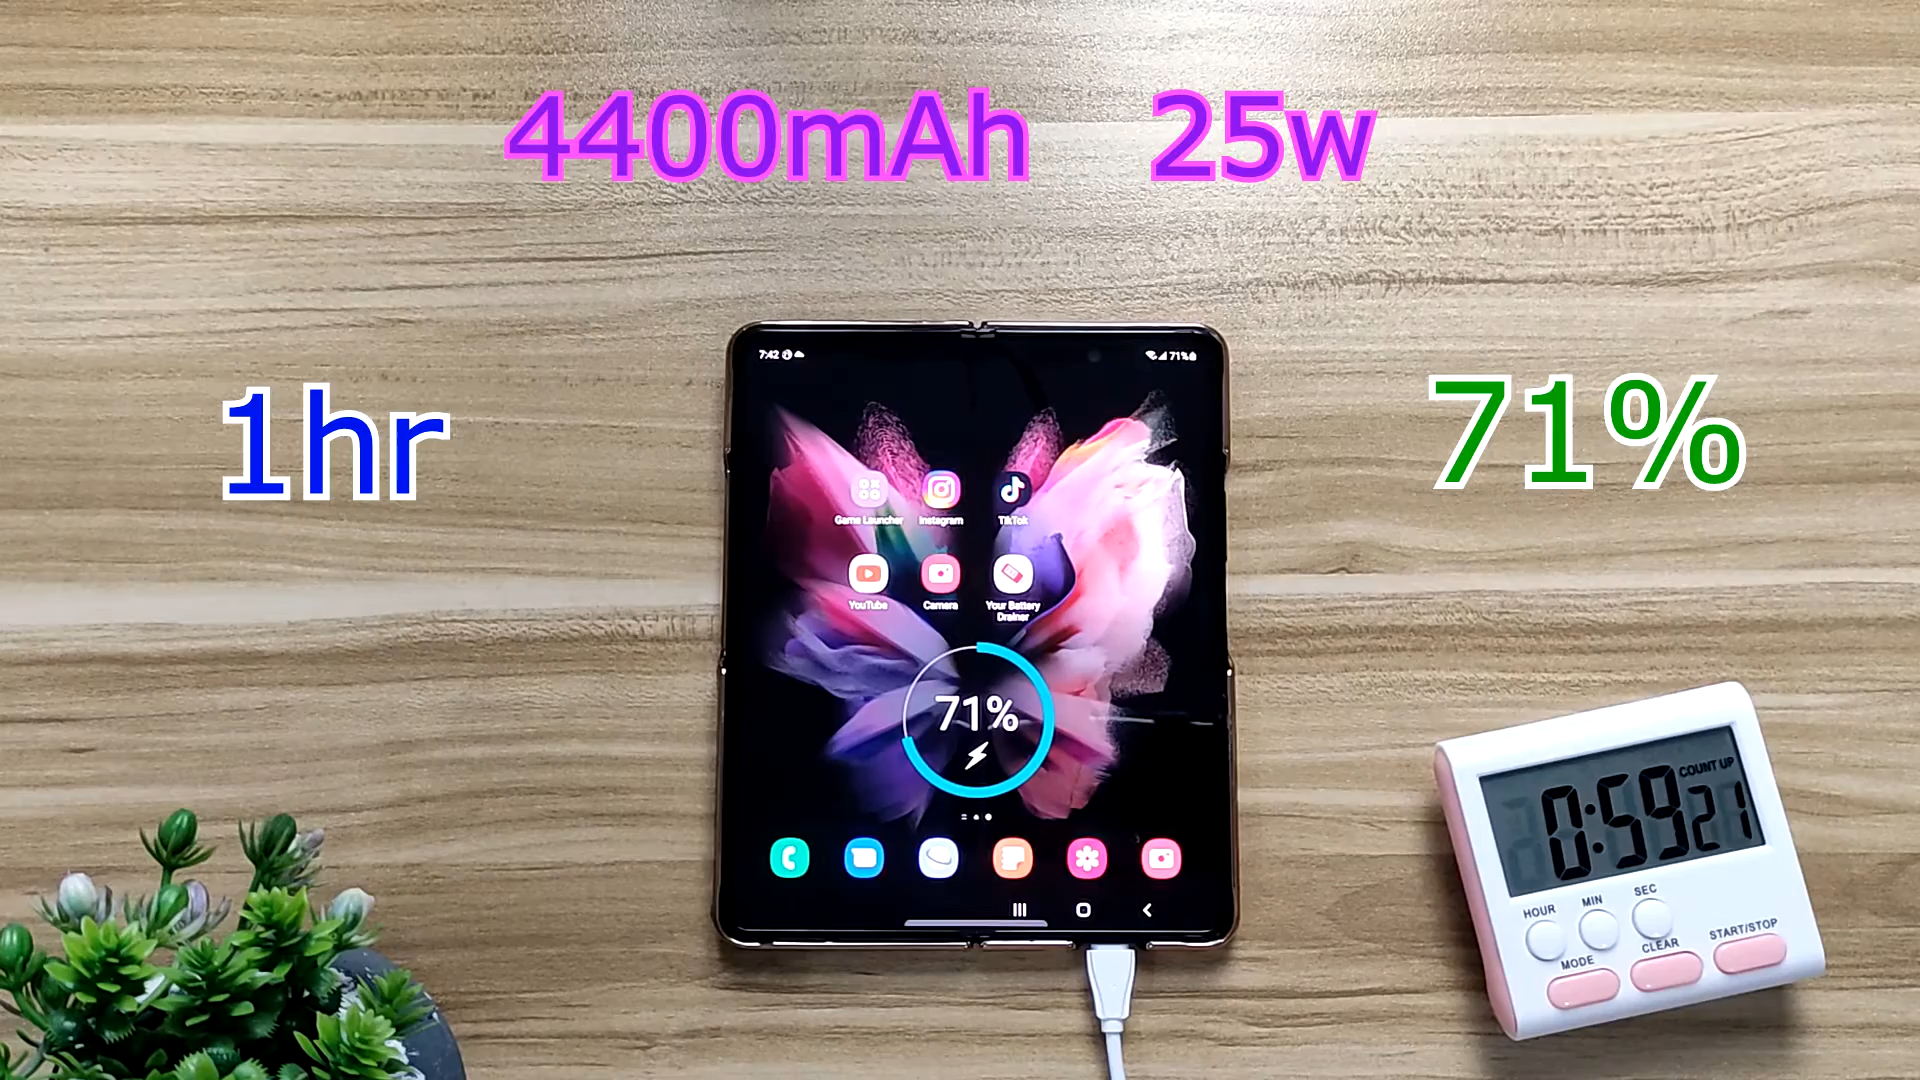 4400mAh 25w
1hr
71%
7:42
71%
Game Launcher
Instagram
TikTok
YouTube
Camera
Your Battery
Drainer
71%
COUNT UP
0:59 21
HOUR
MIN
SEC
MODE
CLEAR
START/STOP